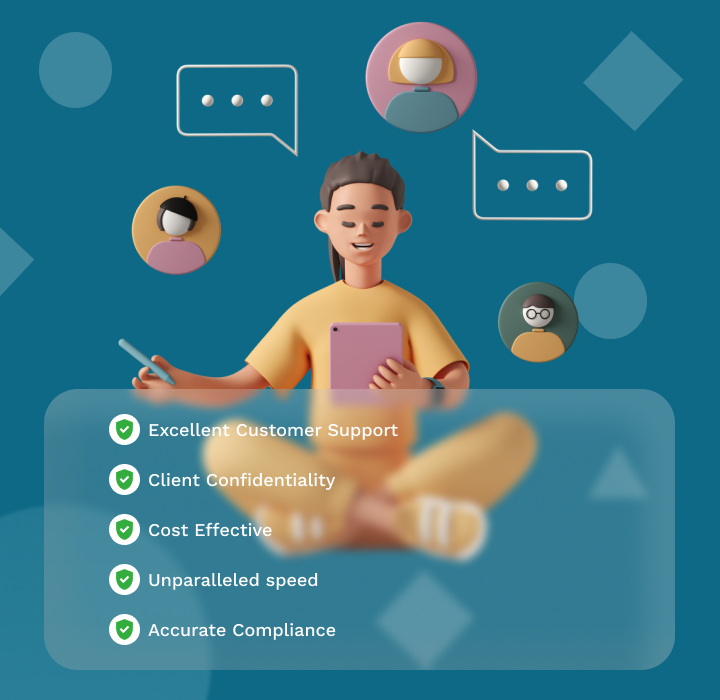 Excellent Customer Support
Client Confidentiality
Cost Effective
Unparalleled speed
Accurate Compliance